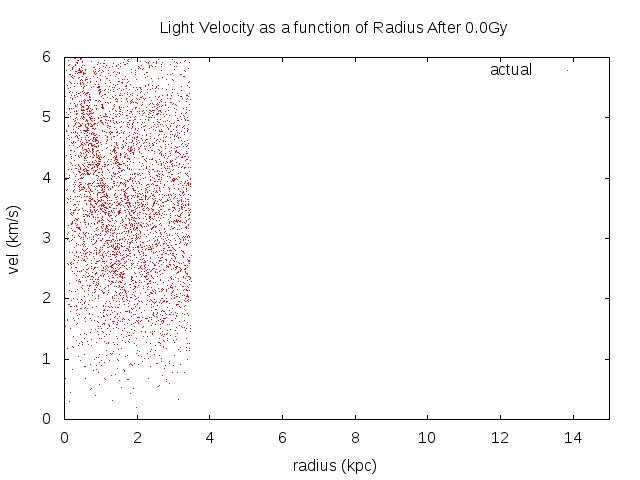 Light Velocity as a function of Radius After 0.0Gy
actual
6
5
4
3
2
1
0
vel (km/s)
0 2 4 6 8 10 12 14
radius (kpc)